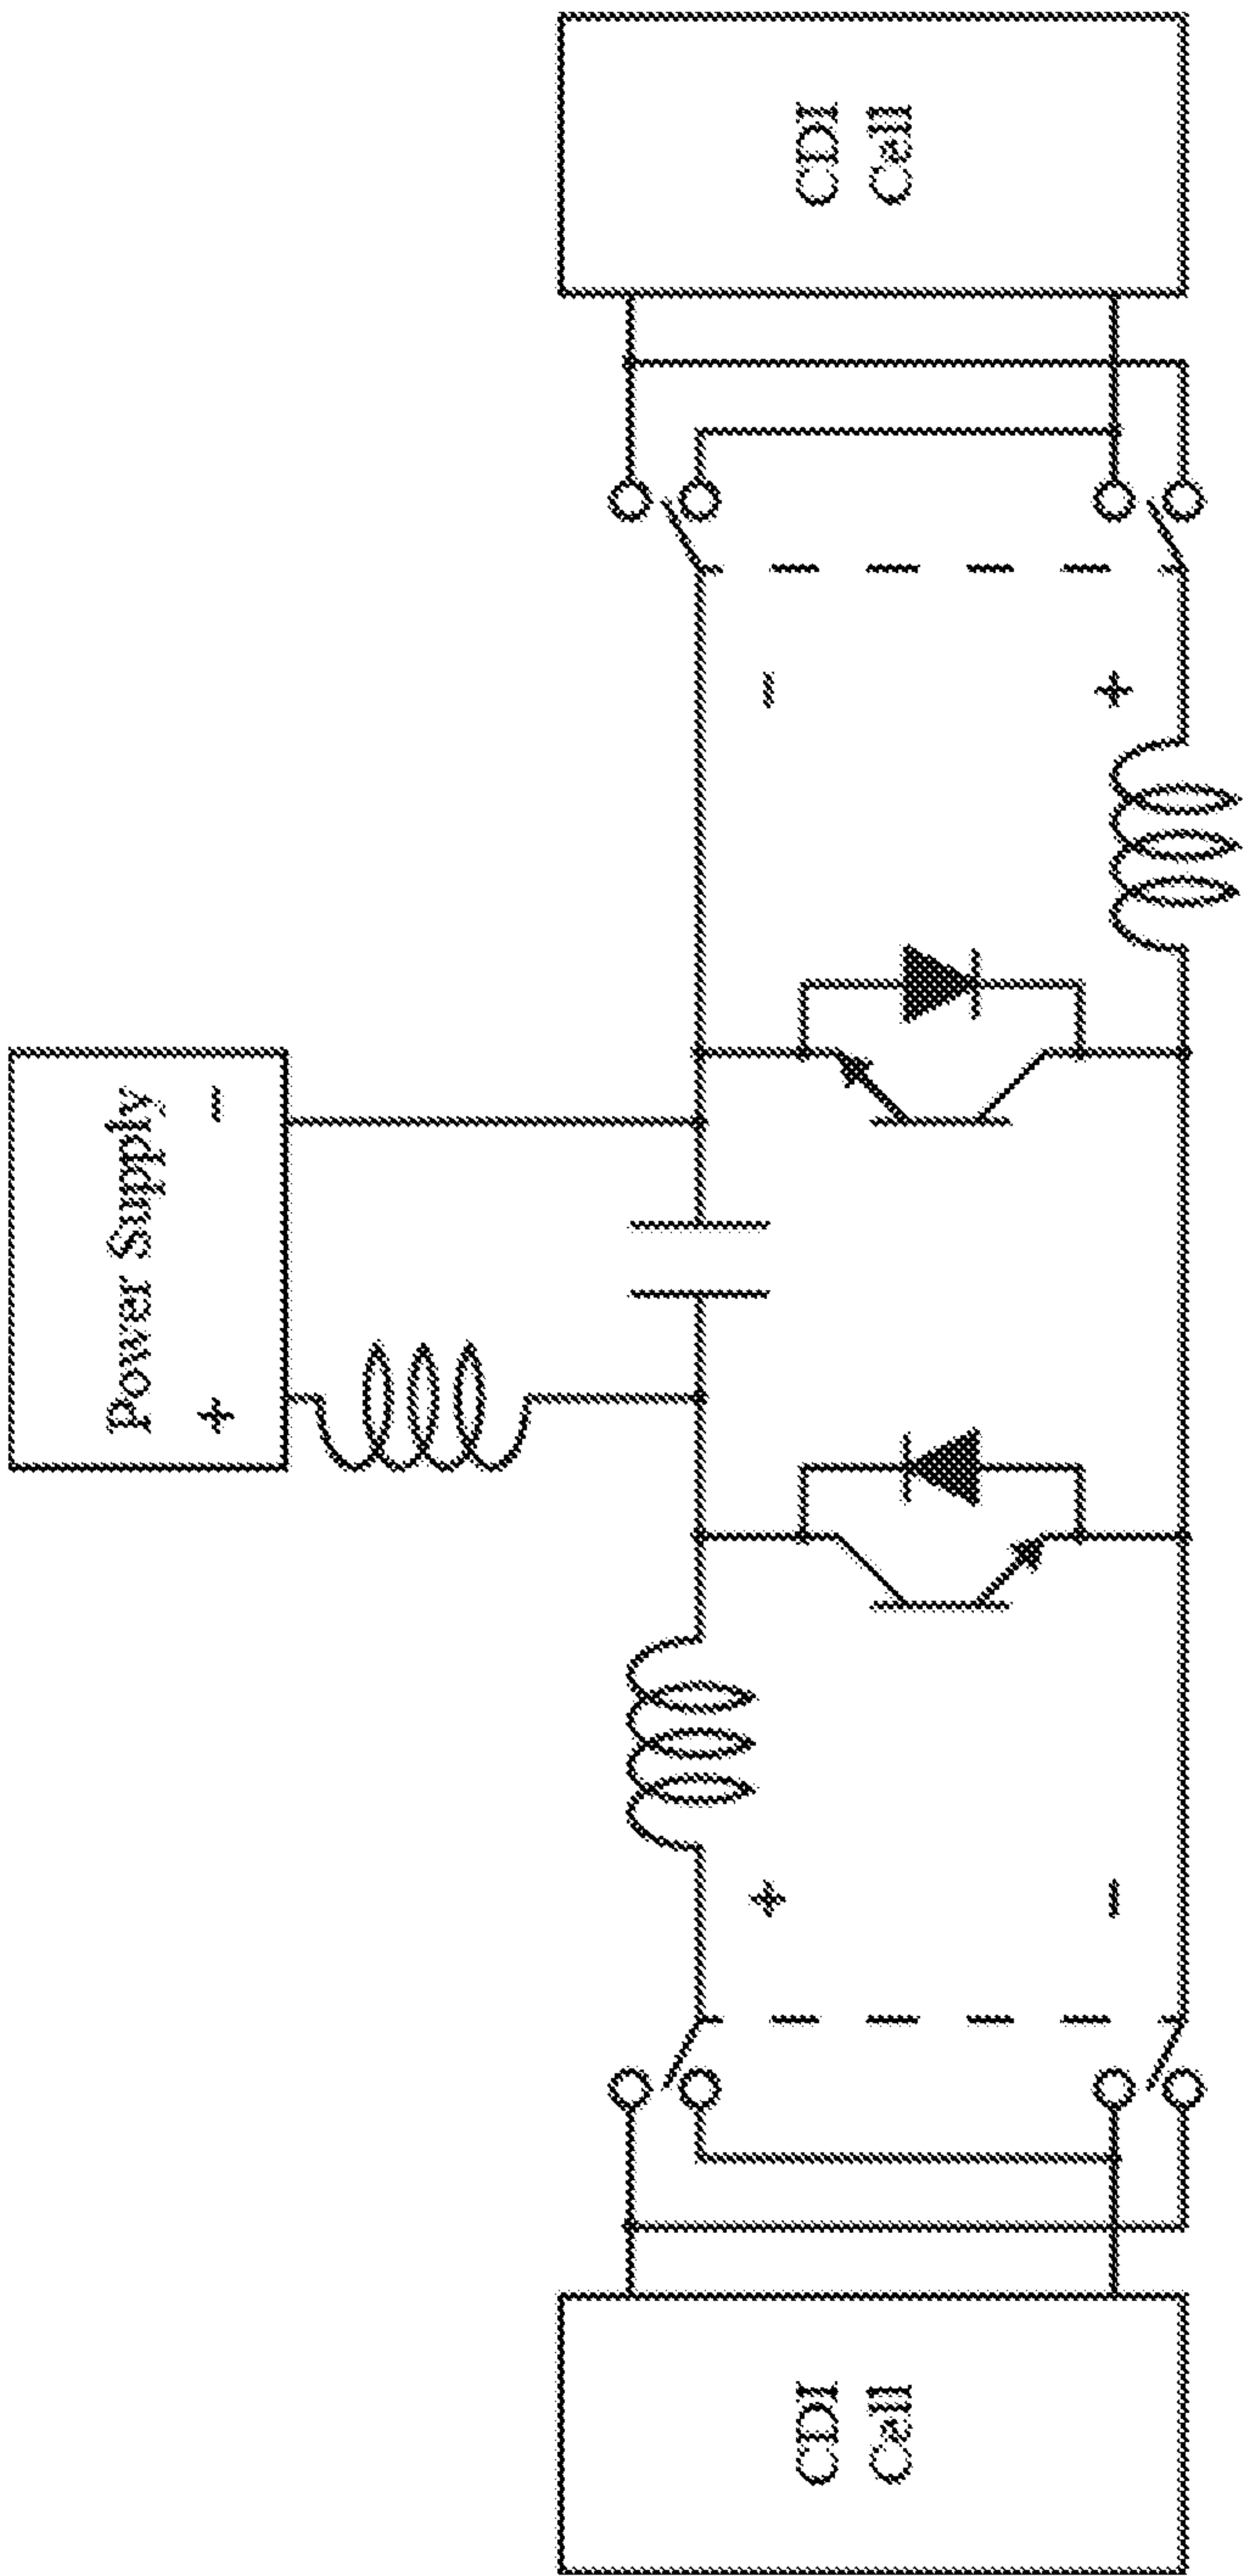 Power Supply
+ −
CDI
Cell
+
−
−
+
CDI
Cell